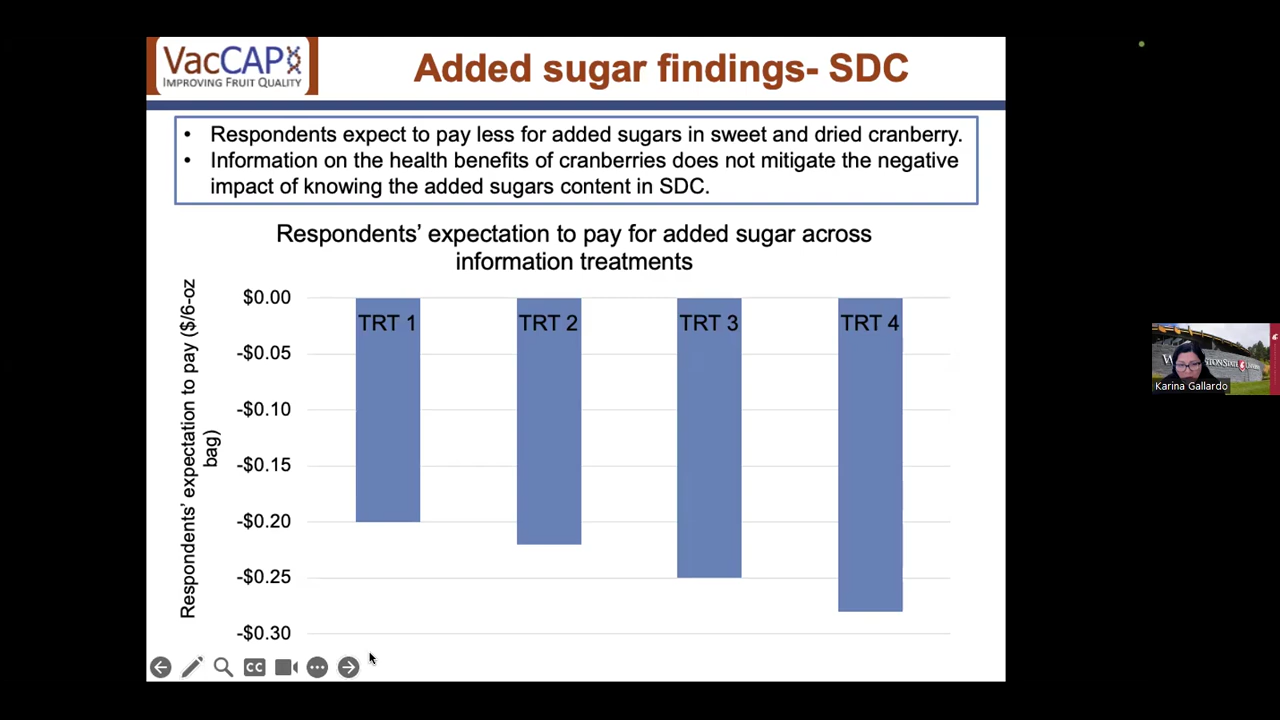 VacCAP
IMPROVING FRUIT QUALITY
Added sugar findings- SDC
• Respondents expect to pay less for added sugars in sweet and dried cranberry.
• Information on the health benefits of cranberries does not mitigate the negative
impact of knowing the added sugars content in SDC.
Respondents' expectation to pay for added sugar across
information treatments
Respondents' expectation to pay ($/6-oz
bag)
$0.00
-$0.05
-$0.10
-$0.15
-$0.20
-$0.25
-$0.30
TRT 1
TRT 2
TRT 3
TRT 4
CC
Karina Gallardo